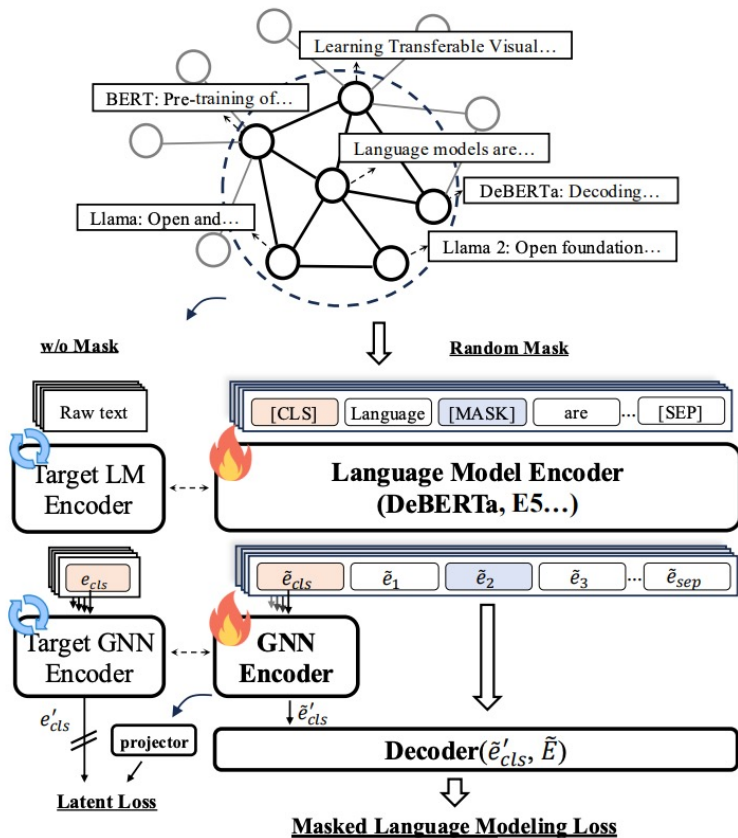 Learning Transferable Visual…
BERT: Pre-training of…
Language models are…
DeBERTa: Decoding…
Llama: Open and…
Llama 2: Open foundation…
w/o Mask
Random Mask
Raw text
[CLS] Language [MASK] are ... [SEP]
Target LM
Encoder
Language Model Encoder
(DeBERTa, E5…)
e_cls
ẽ_cls ẽ_1 ẽ_2 ẽ_3 ... ẽ_sep
Target GNN
Encoder
GNN
Encoder
e'_cls
ẽ'_cls
projector
Decoder(ẽ'_cls, Ẽ)
Latent Loss
Masked Language Modeling Loss